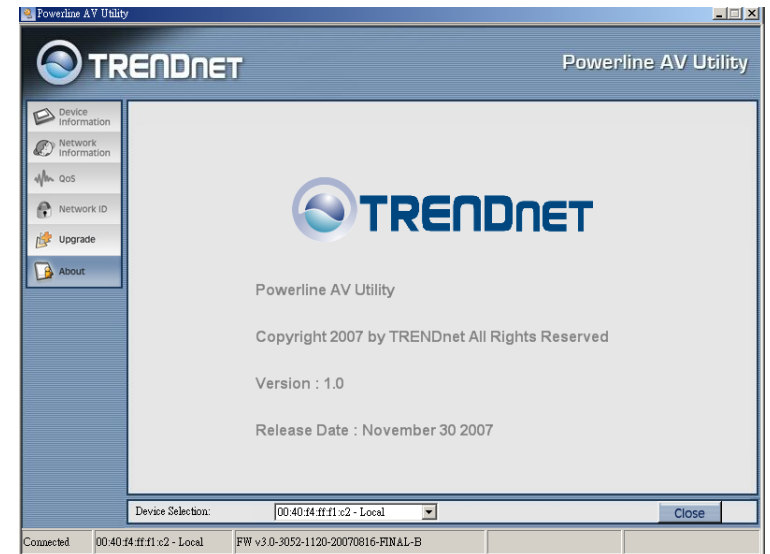 Powerline AV Utility
TRENDnet
Powerline AV Utility
Device
Information
Network
Information
QoS
Network ID
Upgrade
About
TRENDnet
Powerline AV Utility
Copyright 2007 by TRENDnet All Rights Reserved
Version : 1.0
Release Date : November 30 2007
Device Selection:
00:40:f4:ff:f1:c2 - Local
Close
Connected
00:40:f4:ff:f1:c2 - Local
FW v3.0-3052-1120-20070816-FINAL-B